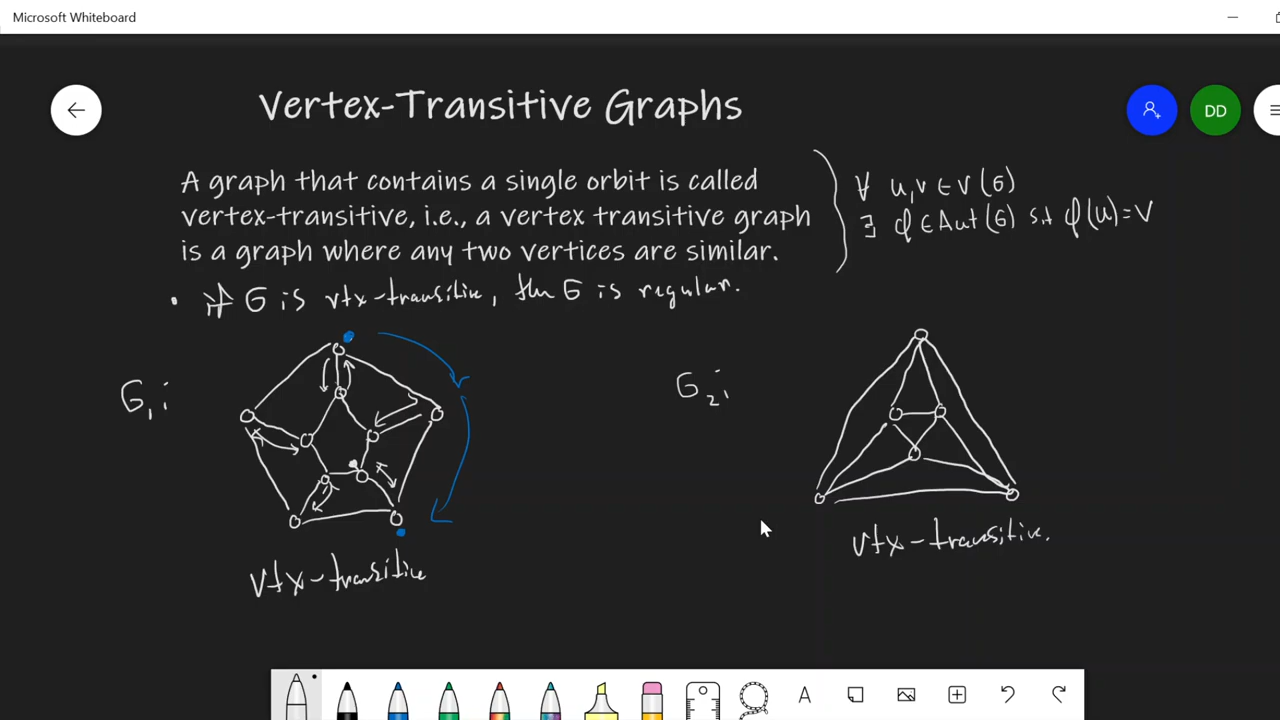 Microsoft Whiteboard
Vertex-Transitive Graphs
DD
A graph that contains a single orbit is called
vertex-transitive, i.e., a vertex transitive graph
is a graph where any two vertices are similar.
∀ u,v ∈ V(G)
∃ φ ∈ Aut(G) s.t φ(u)=v
• if G is vtx-transitive, then G is regular.
G₁:
G₂:
vtx-transitive
vtx-transitive.
A